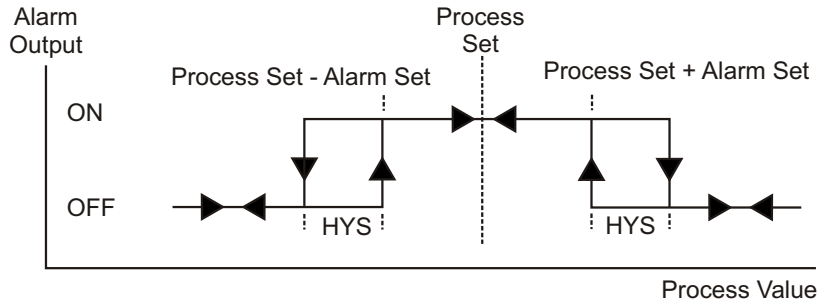 Alarm
Output
Process
Set
Process Set - Alarm Set
Process Set + Alarm Set
ON
OFF
HYS
HYS
Process Value